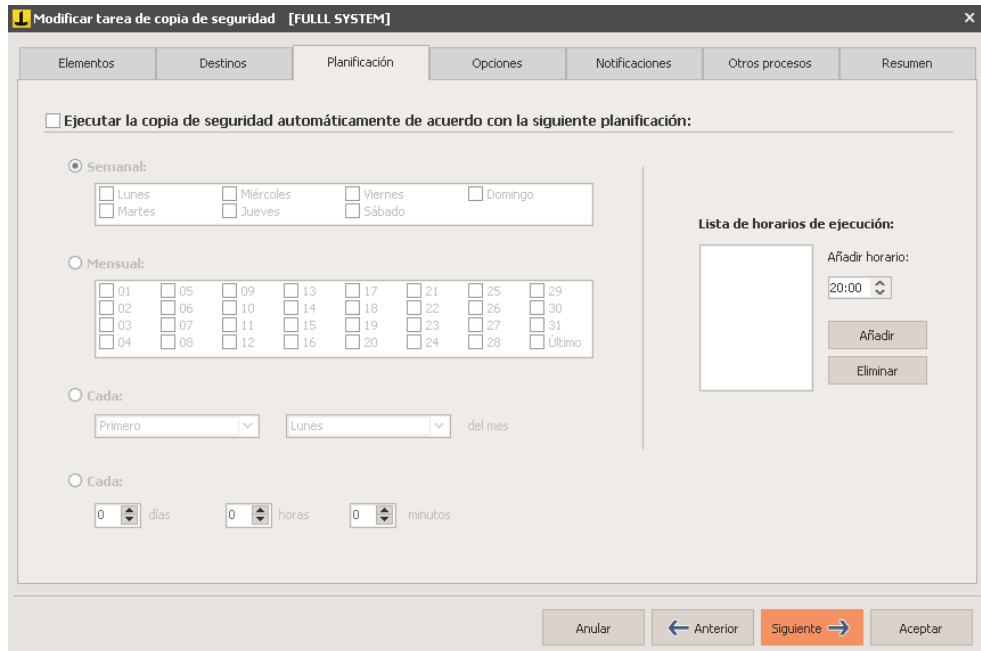 Modificar tarea de copia de seguridad [FULLL SYSTEM]
Elementos Destinos Planificación Opciones Notificaciones Otros procesos Resumen
Ejecutar la copia de seguridad automáticamente de acuerdo con la siguiente planificación:
Semanal:
Lunes Miércoles Viernes Domingo
Martes Jueves Sábado
Mensual:
01 05 09 13 17 21 25 29
02 06 10 14 18 22 26 30
03 07 11 15 19 23 27 31
04 08 12 16 20 24 28 Último
Cada:
Primero Lunes del mes
Cada:
0 días 0 horas 0 minutos
Lista de horarios de ejecución:
Añadir horario:
20:00
Añadir
Eliminar
Anular Anterior Siguiente Aceptar